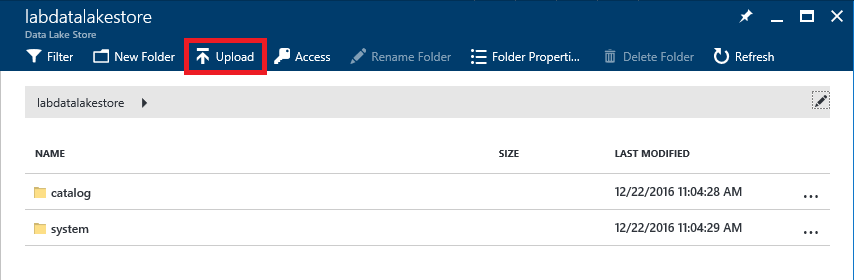 labdatalakestore
Data Lake Store
Filter New Folder Upload Access Rename Folder Folder Properti... Delete Folder Refresh
labdatalakestore
NAME SIZE LAST MODIFIED
catalog 12/22/2016 11:04:28 AM ...
system 12/22/2016 11:04:29 AM ...